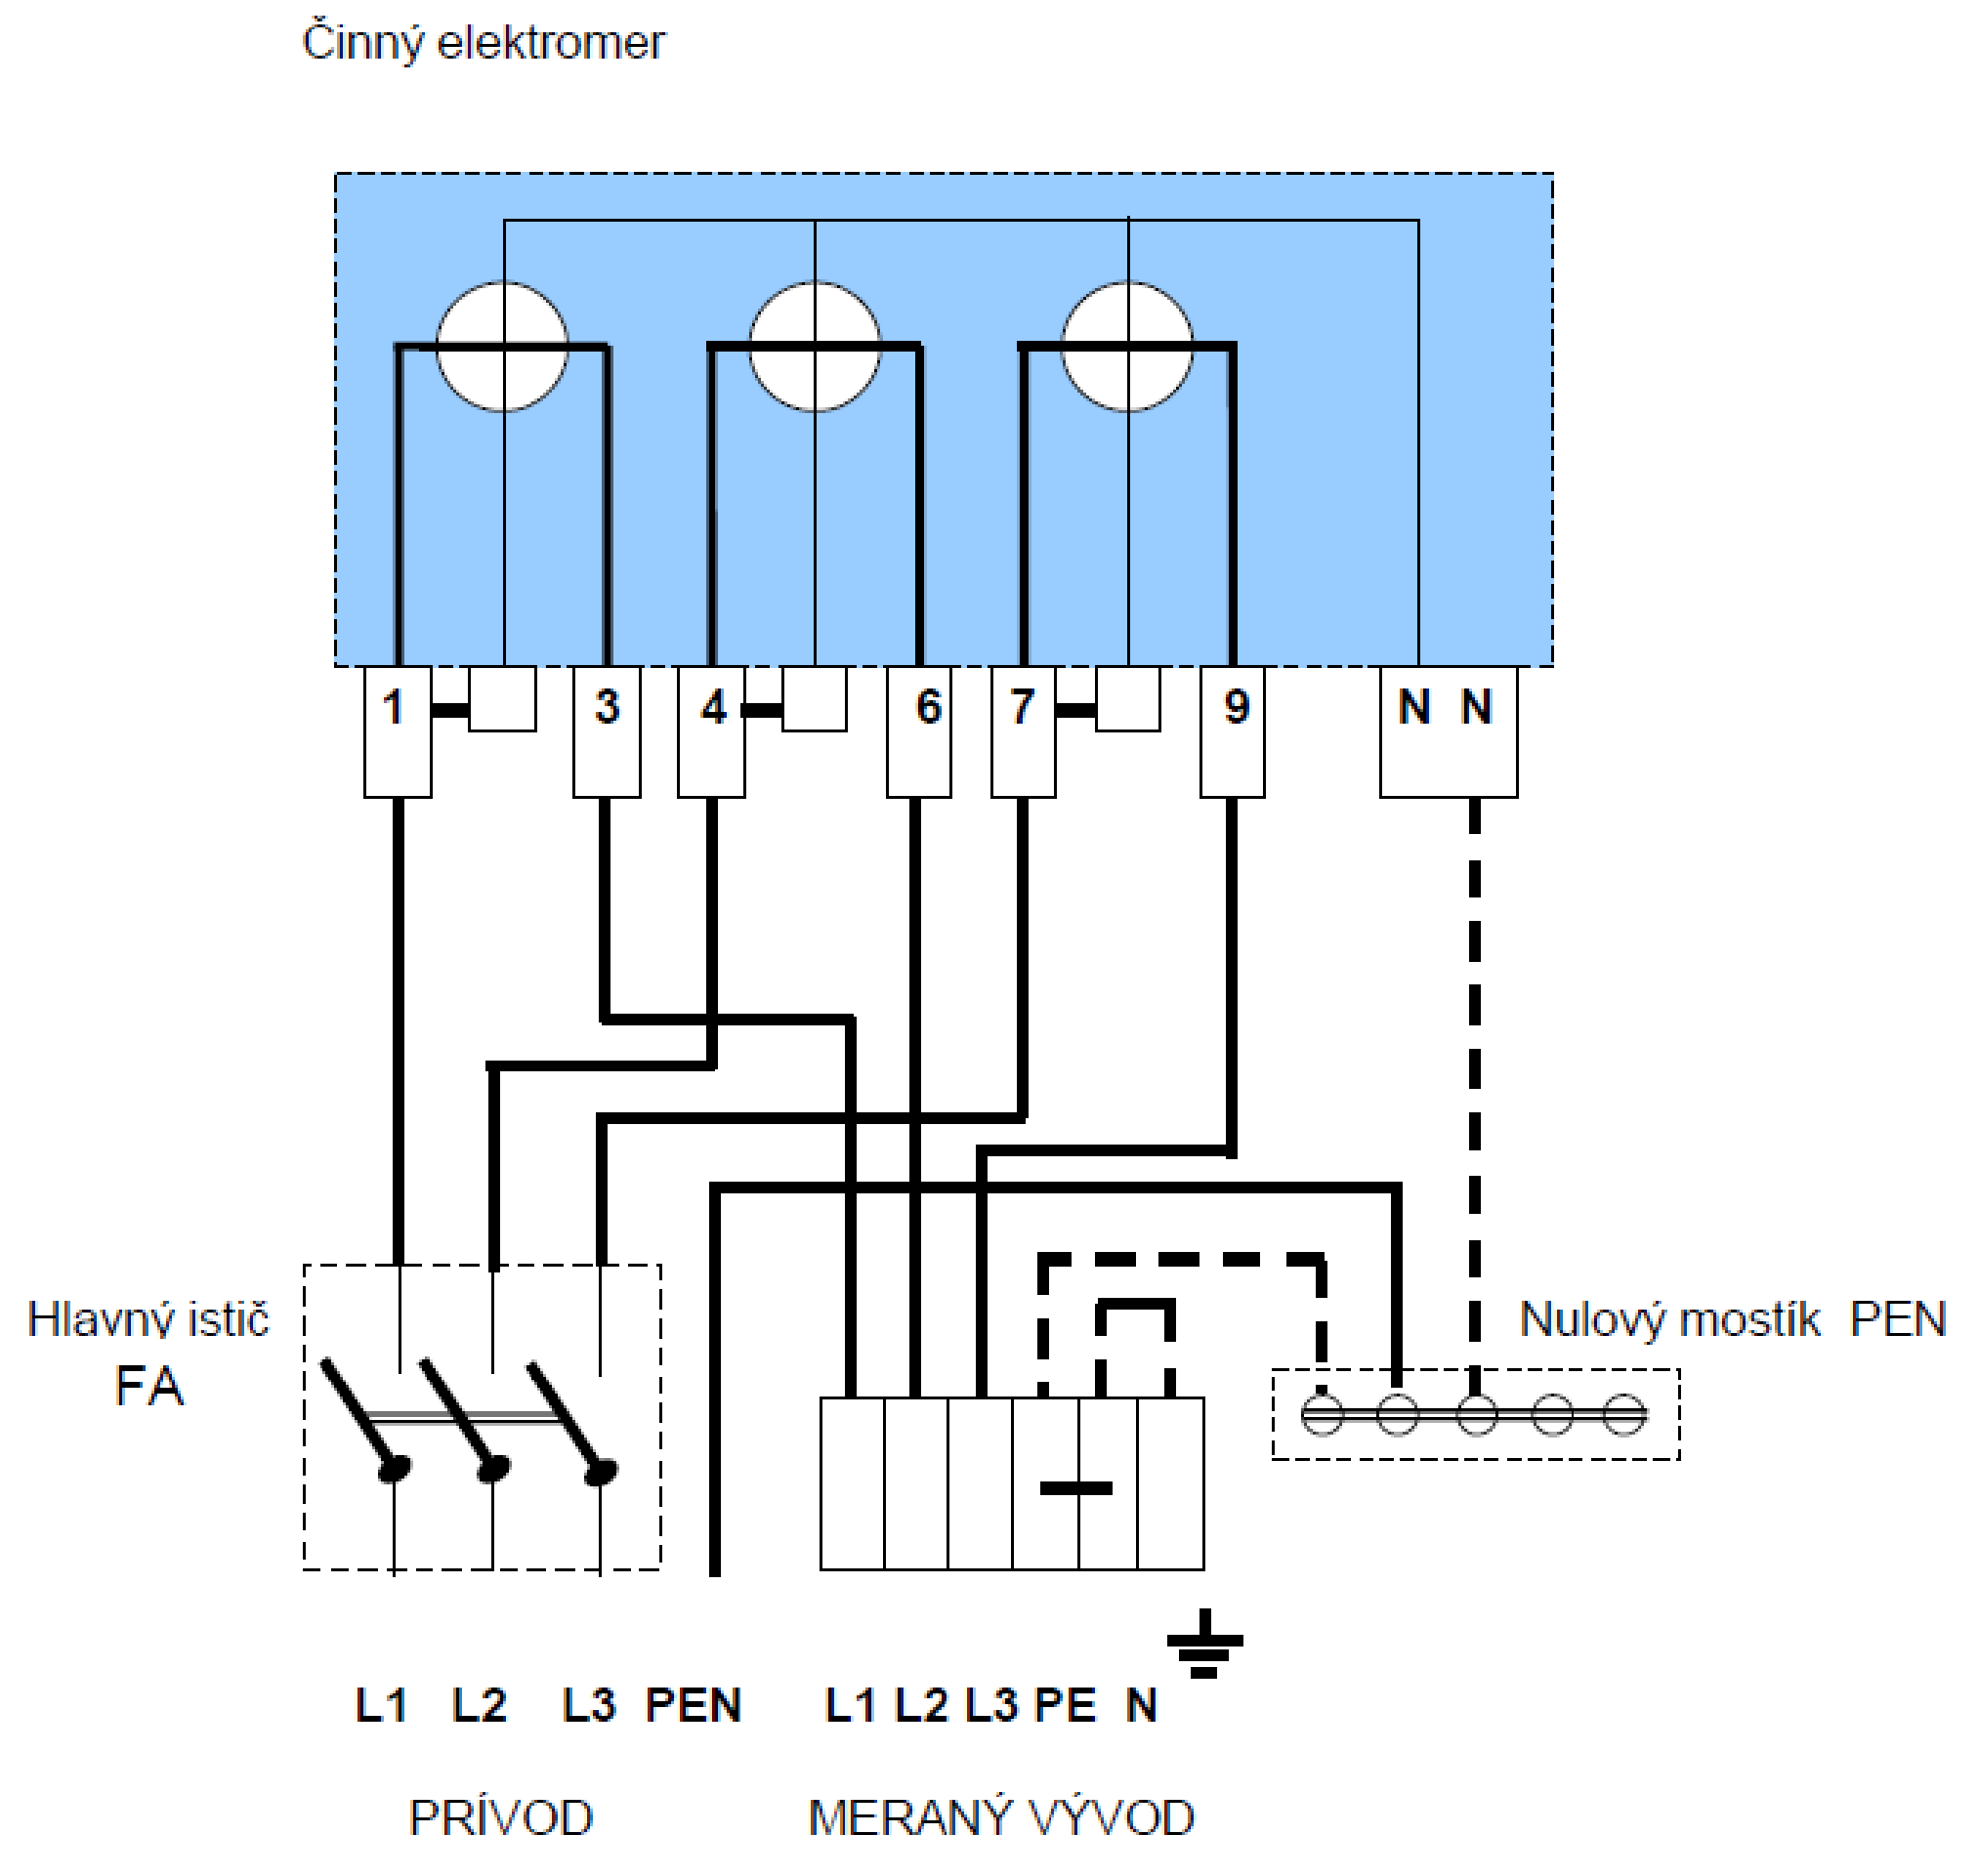 Činný elektromer
1 3 4 6 7 9 N N
Hlavný istič
FA
Nulový mostík PEN
L1 L2 L3 PEN L1 L2 L3 PE N
PRÍVOD MERANÝ VÝVOD